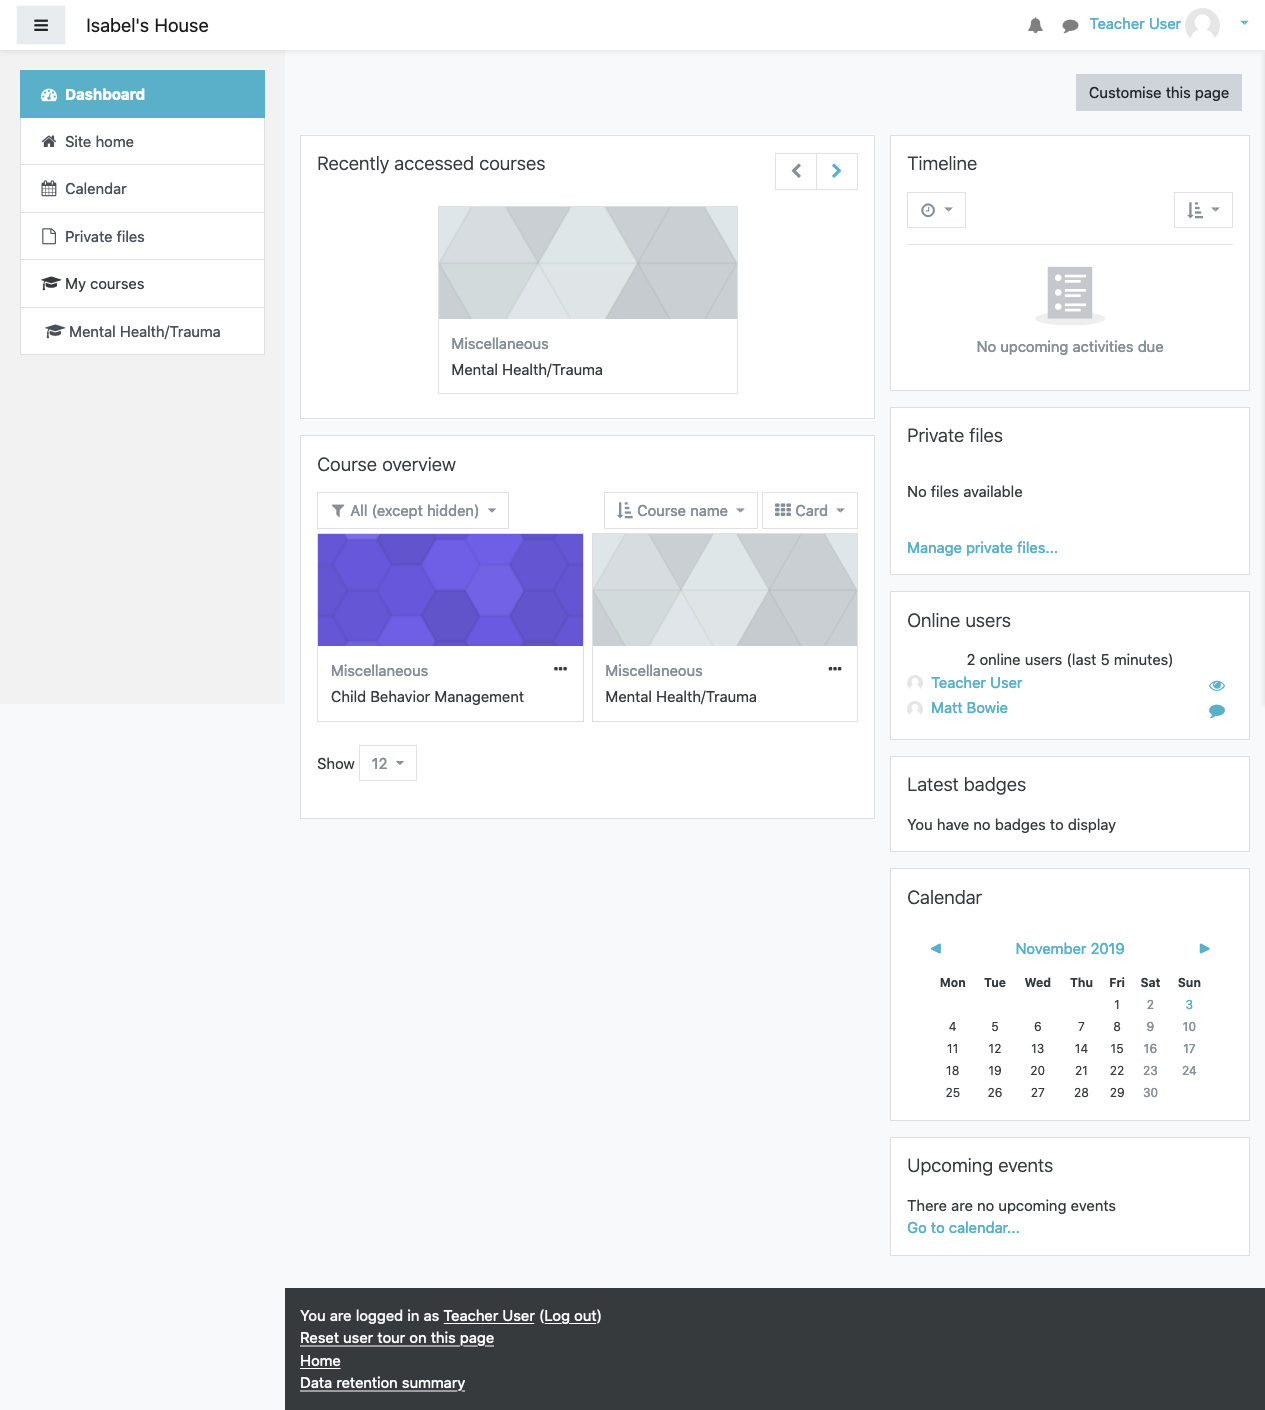 Isabel's House
Teacher User
Dashboard
Site home
Calendar
Private files
My courses
Mental Health/Trauma
Customise this page
Recently accessed courses
Miscellaneous
Mental Health/Trauma
Course overview
All (except hidden)
Course name
Card
Miscellaneous
Child Behavior Management
Miscellaneous
Mental Health/Trauma
Show 12
Timeline
No upcoming activities due
Private files
No files available
Manage private files...
Online users
2 online users (last 5 minutes)
Teacher User
Matt Bowie
Latest badges
You have no badges to display
Calendar
November 2019
Mon Tue Wed Thu Fri Sat Sun
1 2 3
4 5 6 7 8 9 10
11 12 13 14 15 16 17
18 19 20 21 22 23 24
25 26 27 28 29 30
Upcoming events
There are no upcoming events
Go to calendar...
You are logged in as Teacher User (Log out)
Reset user tour on this page
Home
Data retention summary